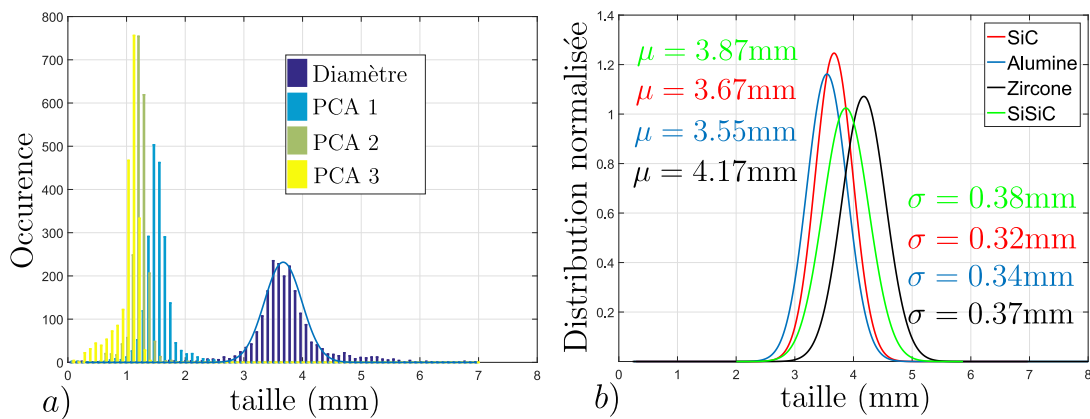 800
700
600
500
400
300
200
100
0
Occurence
Diamètre
PCA 1
PCA 2
PCA 3
0 1 2 3 4 5 6 7 8
a)
taille (mm)
1.4
1.2
1
0.8
0.6
0.4
0.2
Distribution normalisée
μ = 3.87mm
μ = 3.67mm
μ = 3.55mm
μ = 4.17mm
SiC
Alumine
Zircone
SiSiC
σ = 0.38mm
σ = 0.32mm
σ = 0.34mm
σ = 0.37mm
0 1 2 3 4 5 6 7 8
b)
taille (mm)